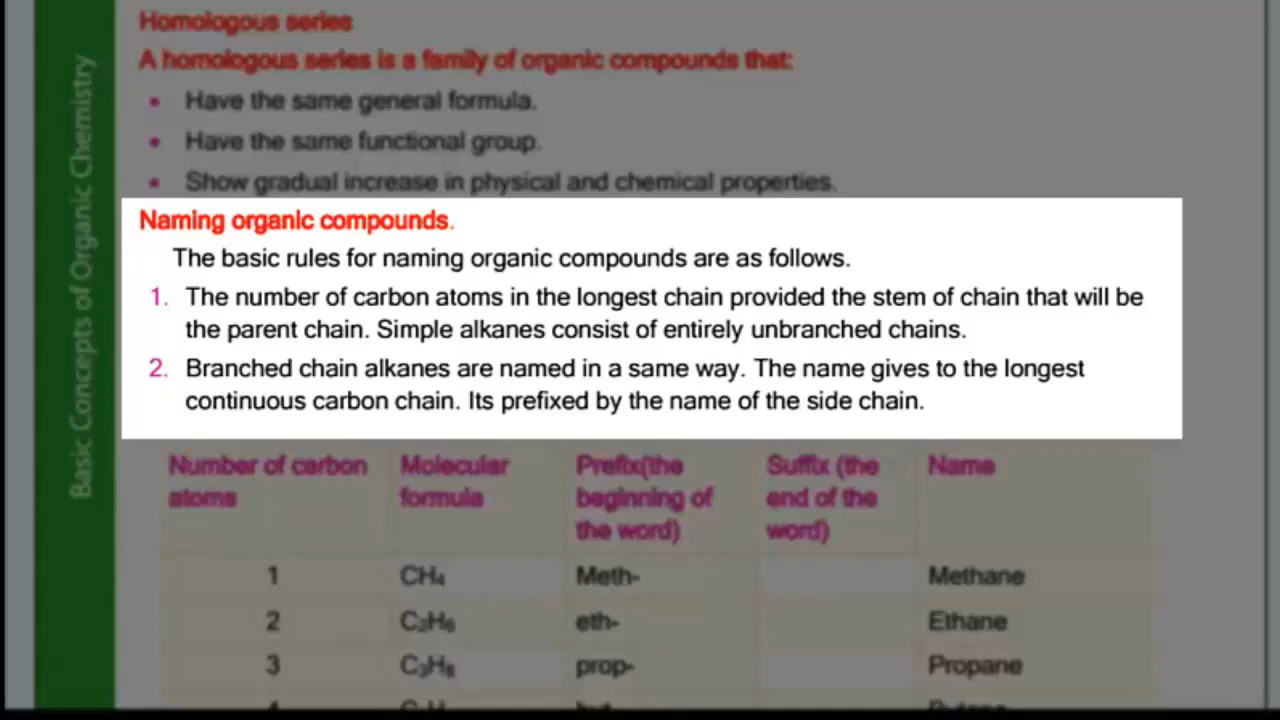 Basic Concepts of Organic Chemistry
Homologous series
A homologous series is a family of organic compounds that:
• Have the same general formula.
• Have the same functional group.
• Show gradual increase in physical and chemical properties.
Naming organic compounds.
The basic rules for naming organic compounds are as follows.
1. The number of carbon atoms in the longest chain provided the stem of chain that will be
the parent chain. Simple alkanes consist of entirely unbranched chains.
2. Branched chain alkanes are named in a same way. The name gives to the longest
continuous carbon chain. Its prefixed by the name of the side chain.
Number of carbon atoms Molecular formula Prefix(the beginning of the word) Suffix (the end of the word) Name
1 CH₄ Meth- Methane
2 C₂H₆ eth- Ethane
3 C₃H₈ prop- Propane